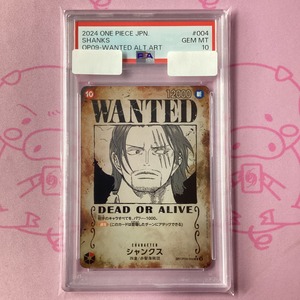 2024 ONE PIECE JPN. #004
SHANKS GEM MT
OP09-WANTED ALT.ART 10
PSA
10 12000
WANTED
DEAD OR ALIVE
CHARACTER
シャンクス